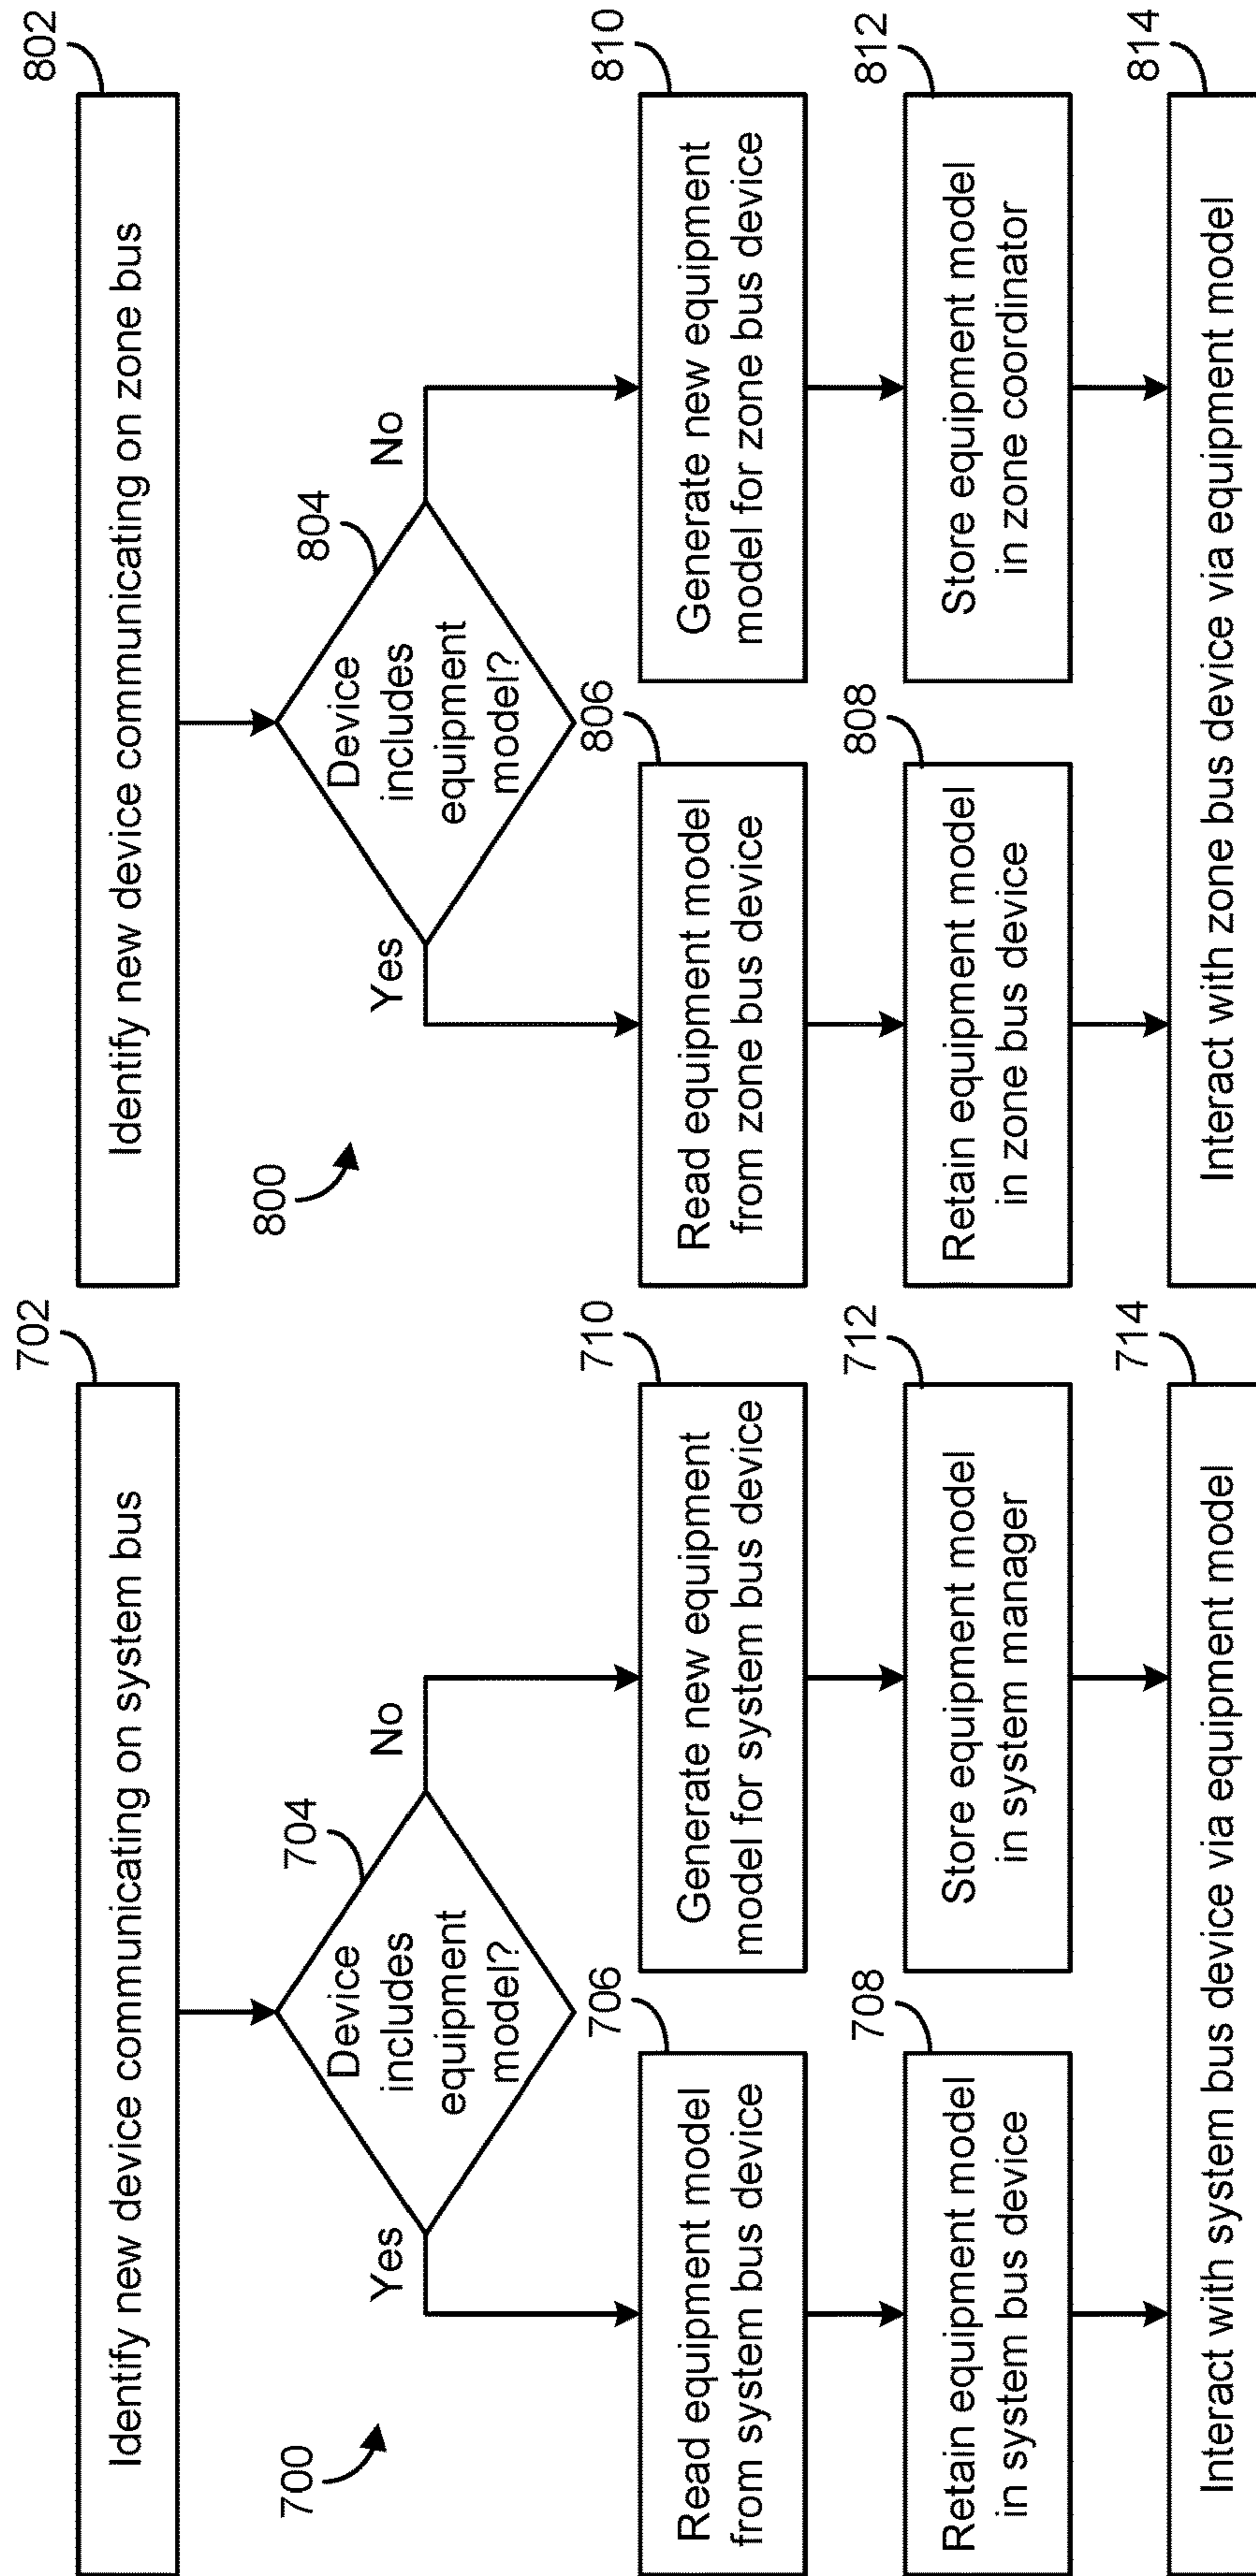 700
702
Identify new device communicating on system bus
704
Device
includes
equipment
model?
Yes
No
706
Read equipment model
from system bus device
710
Generate new equipment
model for system bus device
708
Retain equipment model
in system bus device
712
Store equipment model
in system manager
714
Interact with system bus device via equipment model
800
802
Identify new device communicating on zone bus
804
Device
includes
equipment
model?
Yes
No
806
Read equipment model
from zone bus device
810
Generate new equipment
model for zone bus device
808
Retain equipment model
in zone bus device
812
Store equipment model
in zone coordinator
814
Interact with zone bus device via equipment model